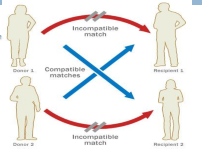 Incompatible
match
Donor 1
Recipient 1
Compatible
matches
Donor 2
Recipient 2
Incompatible
match